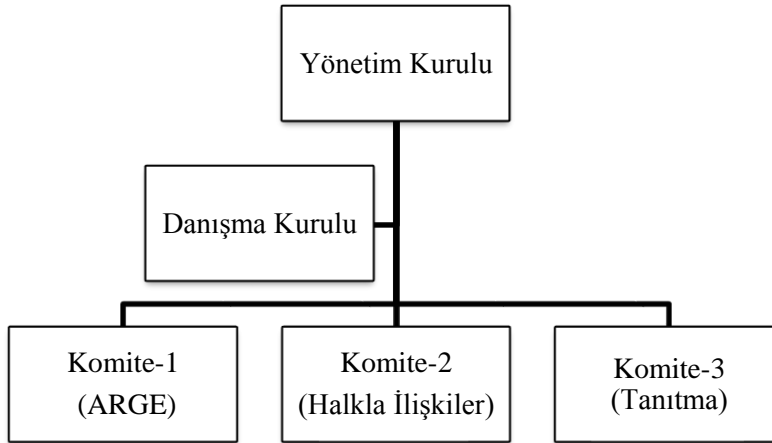 Yönetim Kurulu
Danışma Kurulu
Komite-1
(ARGE)
Komite-2
(Halkla İlişkiler)
Komite-3
(Tanıtma)